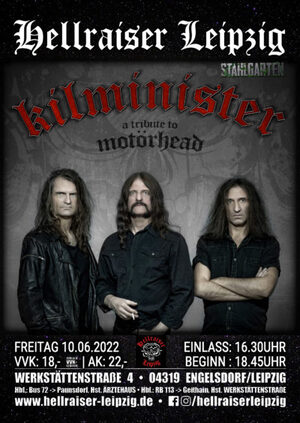 Hellraiser Leipzig
STAHLGARTEN
kilminister
a tribute to
motörhead
FREITAG 10.06.2022
EINLASS: 16.30UHR
VVK: 18,- | AK: 22,-
Hellraiser
Leipzig
BEGINN : 18.45UHR
WERKSTÄTTENSTRAßE 4 • 04319 ENGELSDORF/LEIPZIG
Hbf.: Bus 72 -> Paunsdorf, Hst. ÄRZTEHAUS • Hbf.: RB 113 -> Geithain, Hst. WERKSTÄTTENSTRAßE
www.hellraiser-leipzig.de • /hellraiserleipzig